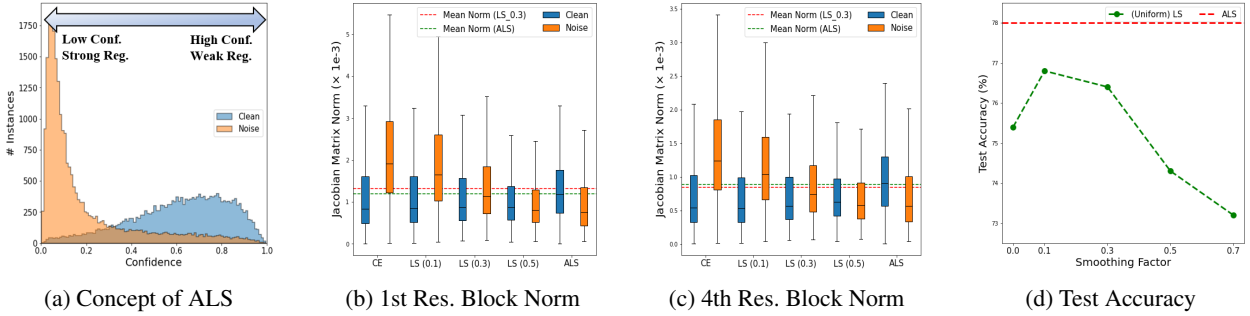 Low Conf.
Strong Reg.
High Conf.
Weak Reg.
Clean
Noise
# Instances
1750
1500
1250
1000
750
500
250
0
0.0 0.2 0.4 0.6 0.8 1.0
Confidence
(a) Concept of ALS
Mean Norm (LS_0.3)
Mean Norm (ALS)
Clean
Noise
Jacobian Matrix Norm (× 1e-3)
6
5
4
3
2
1
0
CE LS (0.1) LS (0.3) LS (0.5) ALS
(b) 1st Res. Block Norm
Mean Norm (LS_0.3)
Mean Norm (ALS)
Clean
Noise
Jacobian Matrix Norm (× 1e-3)
4.0
3.5
3.0
2.5
2.0
1.5
1.0
0.5
0.0
CE LS (0.1) LS (0.3) LS (0.5) ALS
(c) 4th Res. Block Norm
(Uniform) LS
ALS
Test Accuracy (%)
78
77
76
74
73
0.0 0.1 0.3 0.5 0.7
Smoothing Factor
(d) Test Accuracy